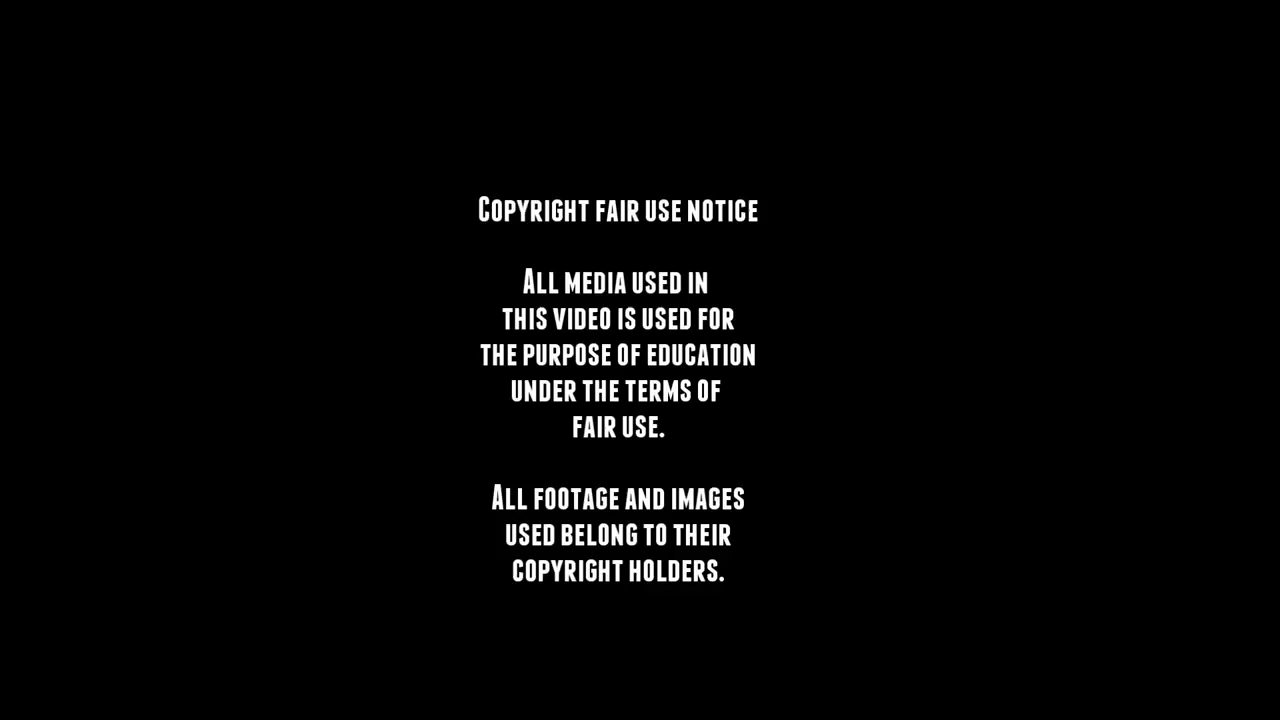 Copyright fair use notice
All media used in
this video is used for
the purpose of education
under the terms of
fair use.
All footage and images
used belong to their
copyright holders.